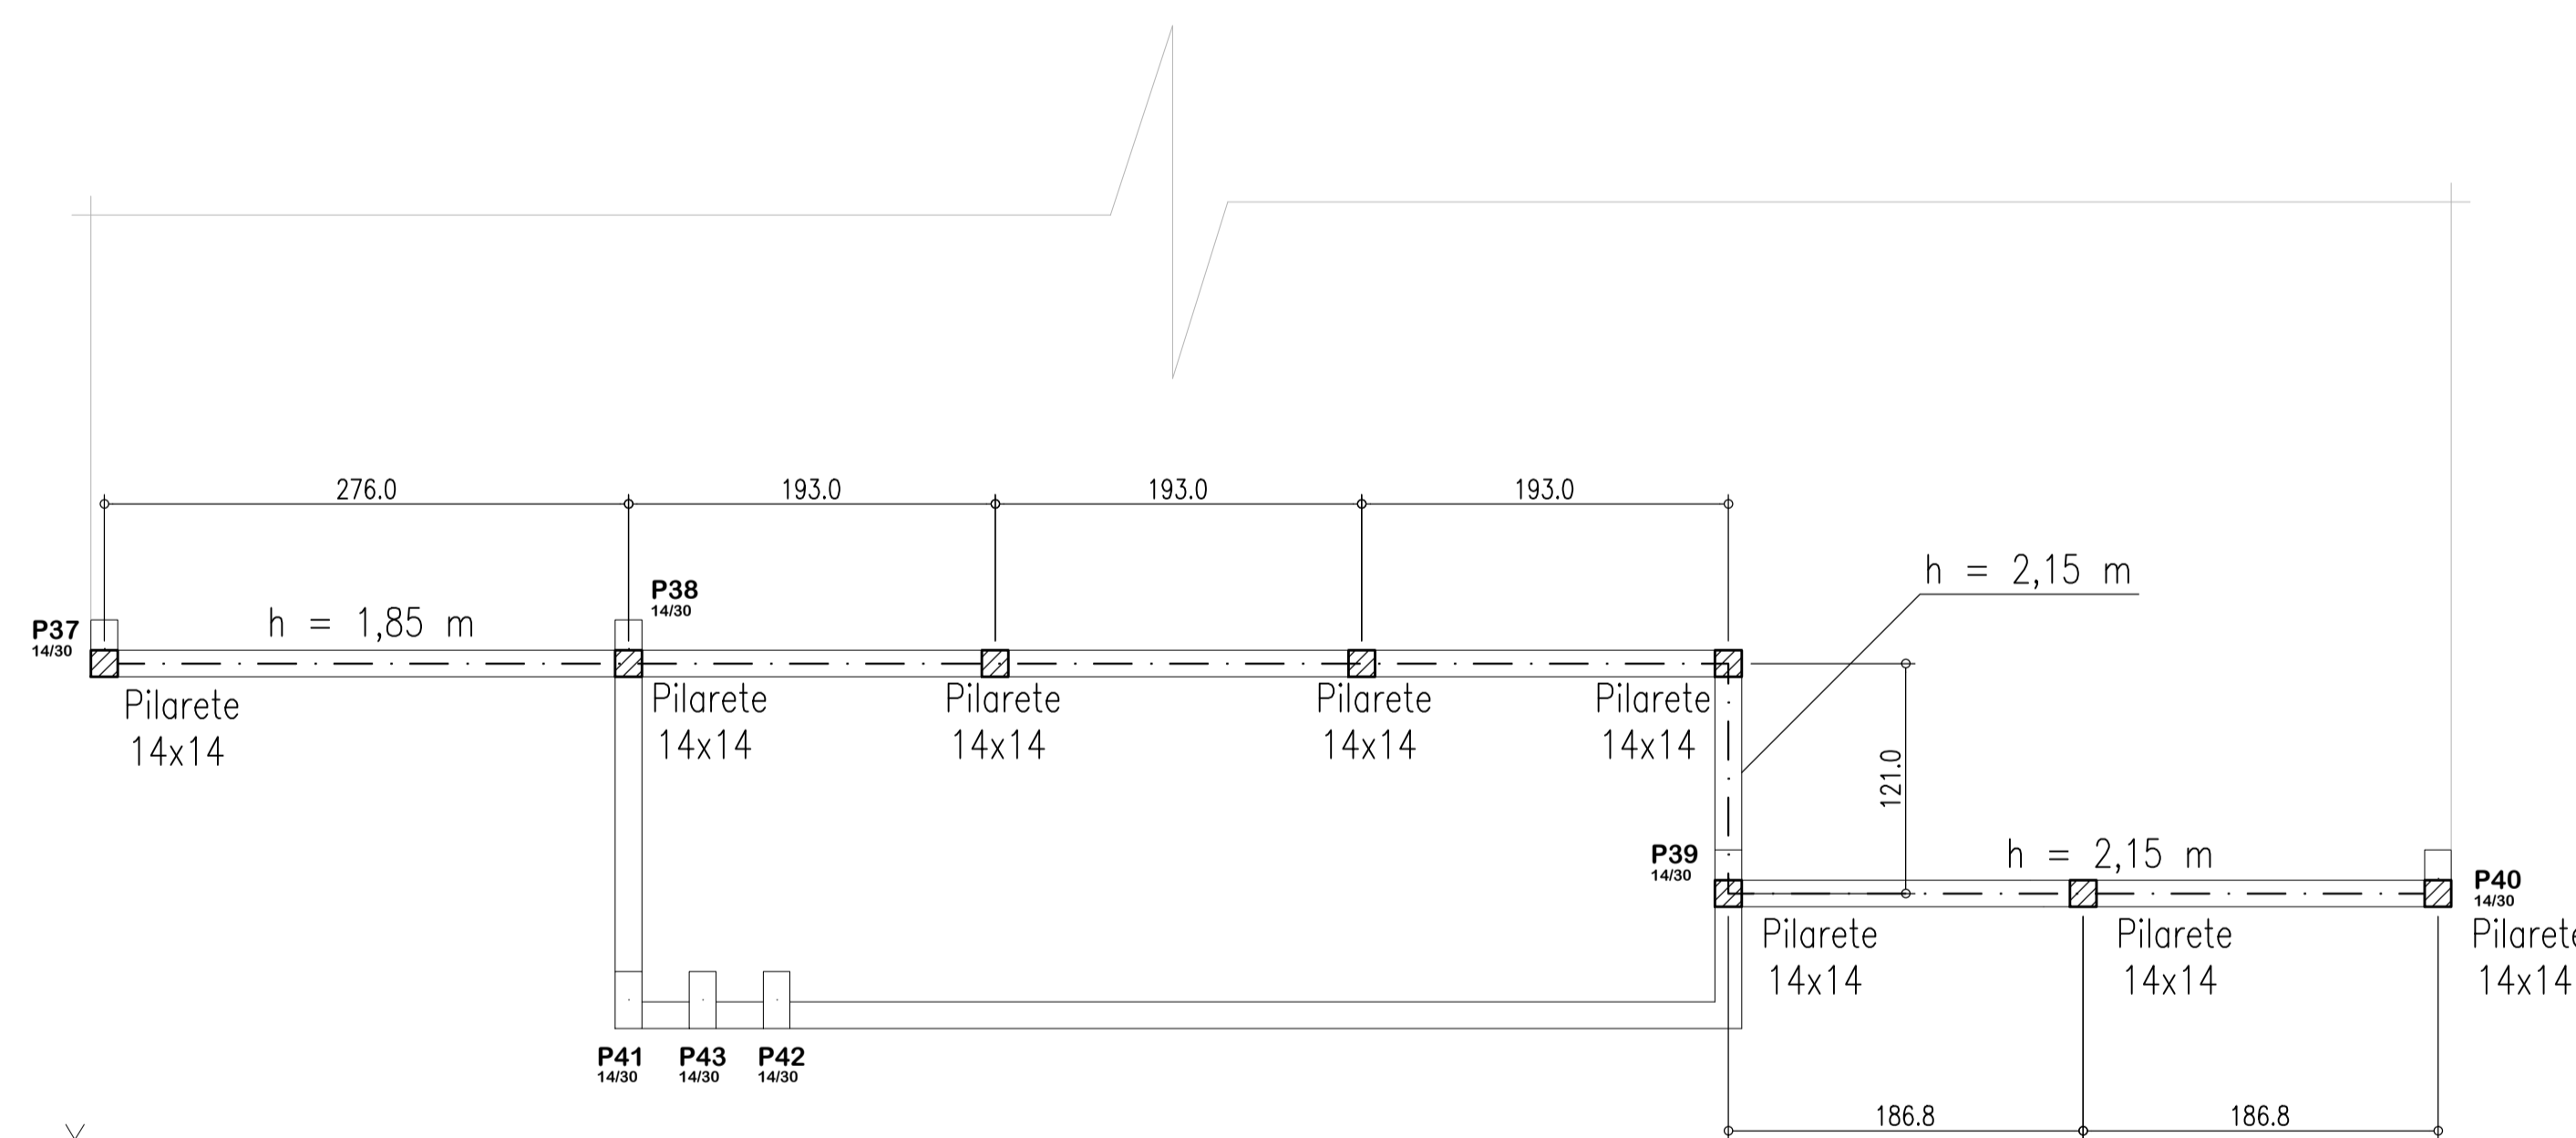 276.0
193.0
193.0
193.0
h = 2,15 m
P38
14/30
h = 1,85 m
P37
14/30
Pilarete
14x14
Pilarete
14x14
Pilarete
14x14
Pilarete
14x14
Pilarete
14x14
121.0
P39
14/30
h = 2,15 m
P40
14/30
Pilarete
14x14
Pilarete
14x14
Pilarete
14x14
P41
14/30
P43
14/30
P42
14/30
186.8
186.8